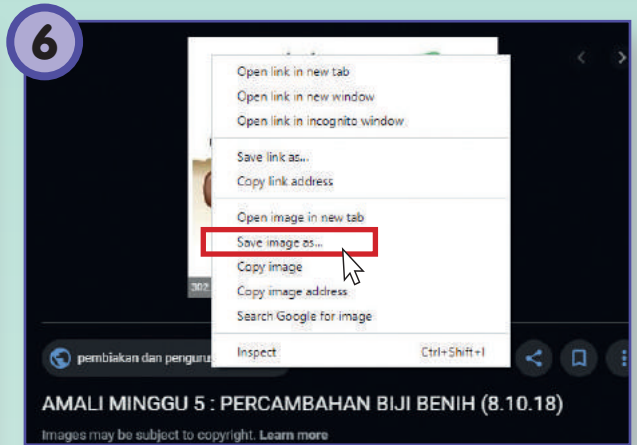 6
Open link in new tab
Open link in new window
Open link in incognito window
Save link as...
Copy link address
Open image in new tab
Save image as...
Copy image
302
Copy image address
Search Google for image
Inspect Ctrl+Shift+I
pembiakan dan
AMALI MINGGU 5 : PERCAMBAHAN BIJI BENIH (8.10.18)
Images may be subject to copyright. Learn more